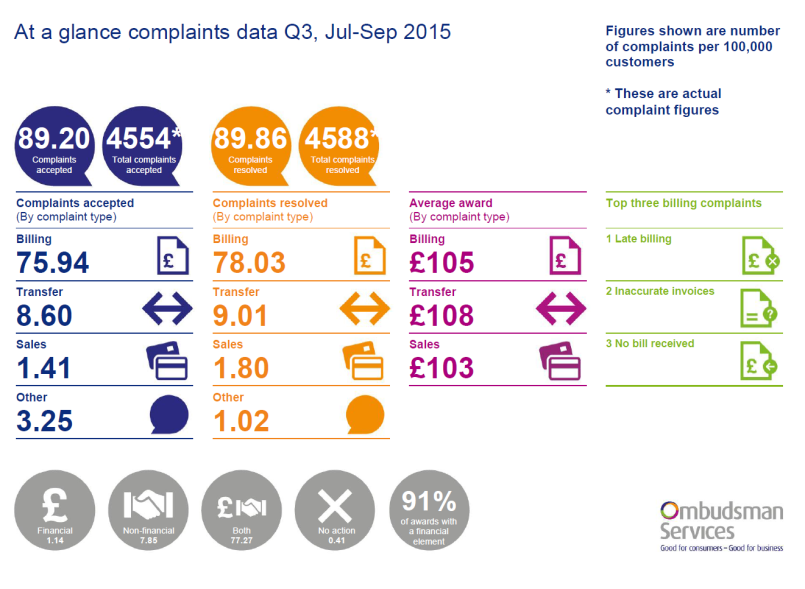 At a glance complaints data Q3, Jul-Sep 2015
Figures shown are number
of complaints per 100,000
customers
* These are actual
complaint figures
89.20
Complaints
accepted
4554*
Total complaints
accepted
89.86
Complaints
resolved
4588*
Total complaints
resolved
Complaints accepted
(By complaint type)
Billing
75.94
£
Transfer
8.60
Sales
1.41
Other
3.25
Complaints resolved
(By complaint type)
Billing
78.03
£
Transfer
9.01
Sales
1.80
Other
1.02
Average award
(By complaint type)
Billing
£105
£
Transfer
£108
Sales
£103
Top three billing complaints
1 Late billing
£
2 Inaccurate invoices
?
3 No bill received
£
£
Financial
1.14
Non-financial
7.85
£
Both
77.27
No action
0.41
91%
of awards with
a financial
element
Ombudsman
Services
Good for consumers – Good for business